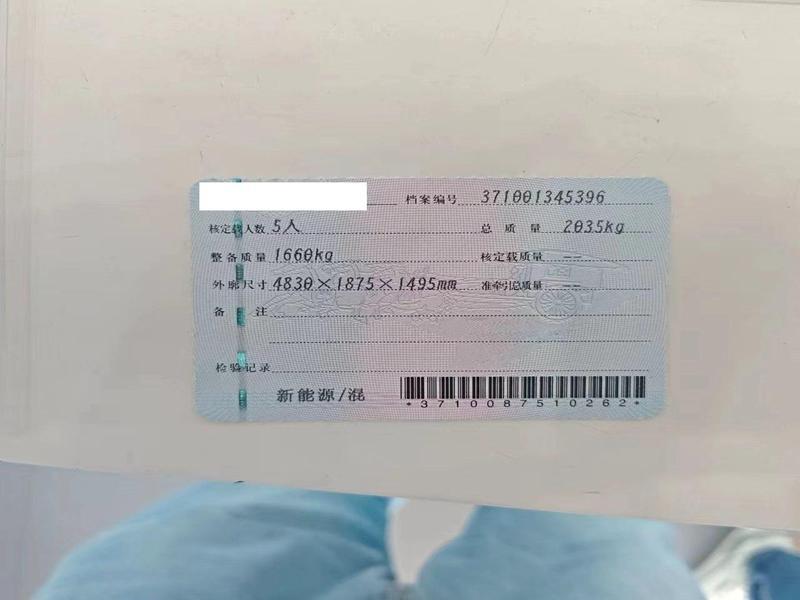 档案编号 371001345396
核定载人数 5人 总质量 2035kg
整备质量 1660kg 核定载质量 --
外廓尺寸 4830×1875×1495mm 准牵引总质量 --
备注
检验记录
新能源/混
*3710087510262*